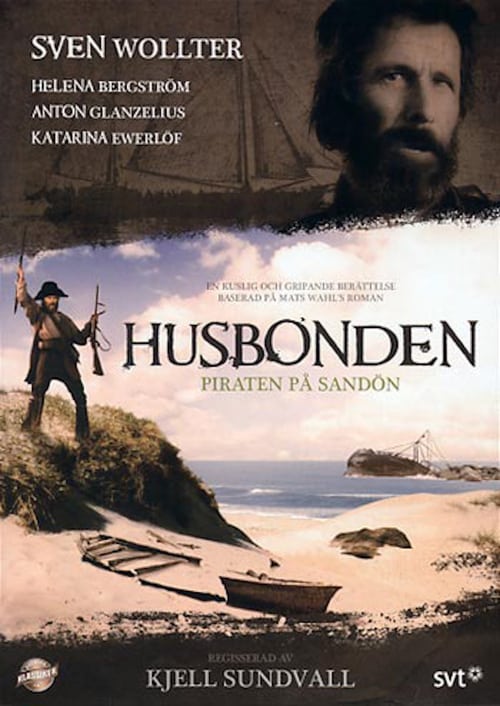 SVEN WOLLTER
HELENA BERGSTRÖM
ANTON GLANZELIUS
KATARINA EWERLÖF
EN KUSLIG OCH GRIPANDE BERÄTTELSE
BASERAD PÅ MATS WAHL'S ROMAN
HUSBONDEN
PIRATEN PÅ SANDÖN
REGISSERAD AV
KJELL SUNDVALL
KLASSIKER
svt